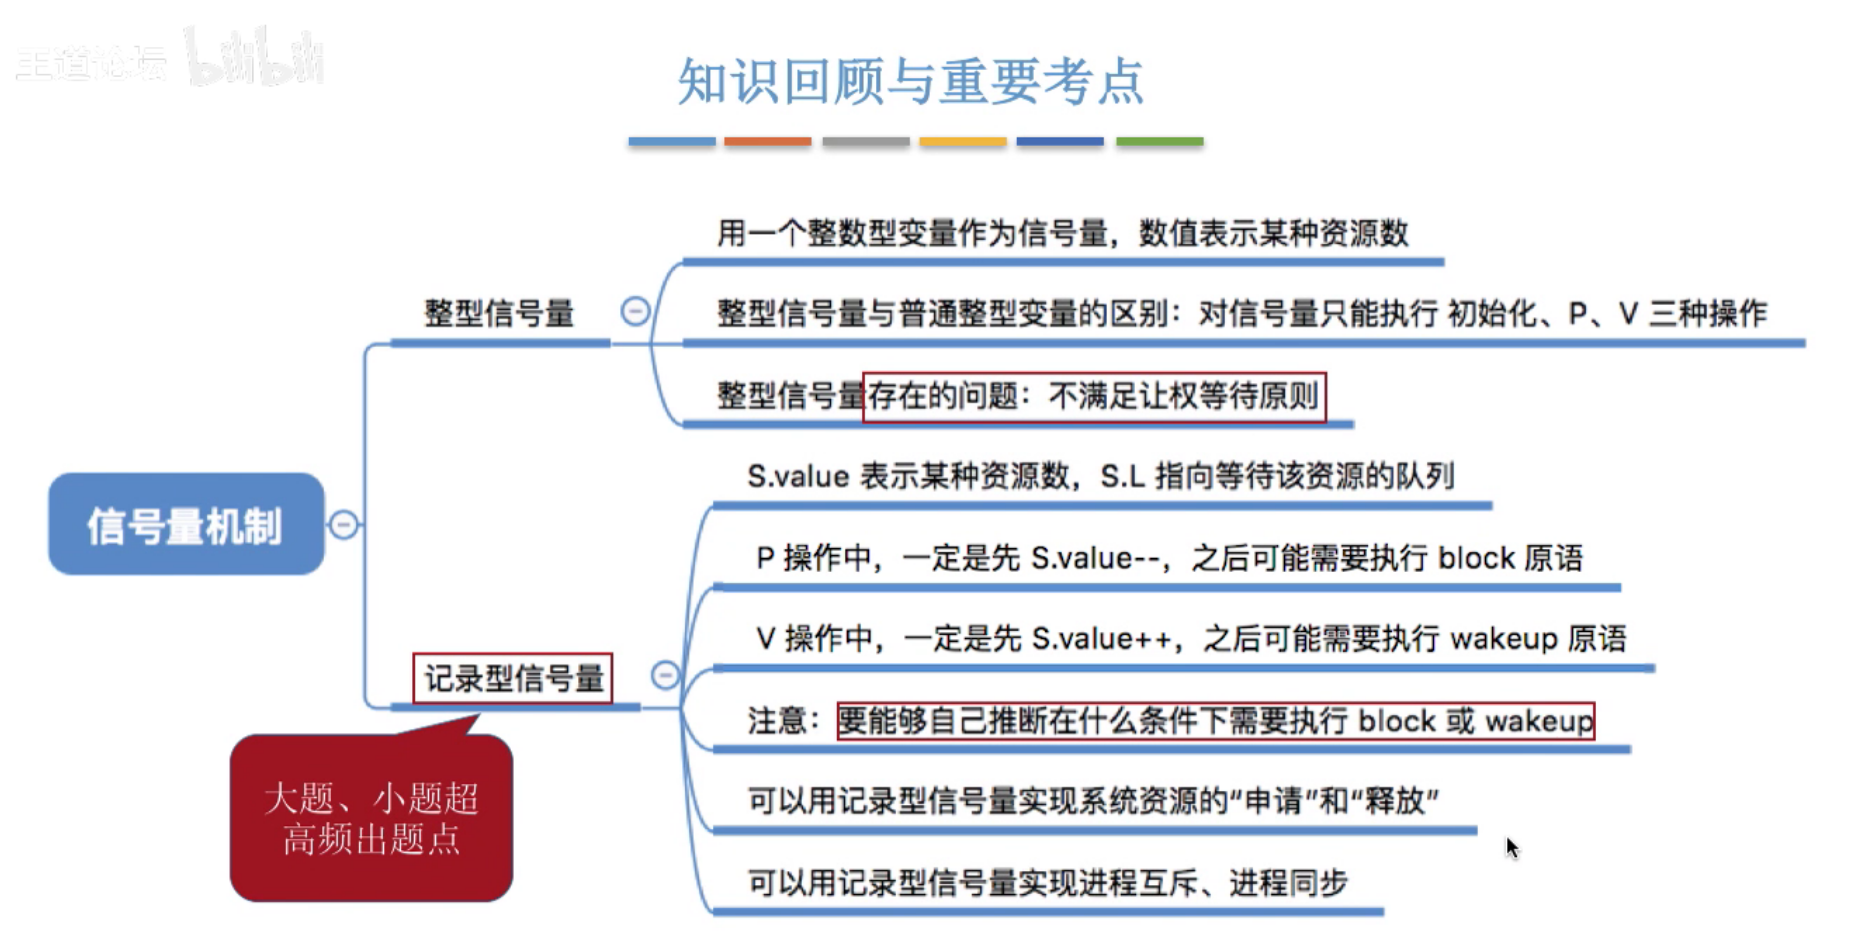 王道论坛 bilibili
知识回顾与重要考点
用一个整数型变量作为信号量，数值表示某种资源数
整型信号量
整型信号量与普通整型变量的区别：对信号量只能执行 初始化、P、V 三种操作
整型信号量存在的问题：不满足让权等待原则
信号量机制
S.value 表示某种资源数，S.L 指向等待该资源的队列
P 操作中，一定是先 S.value--，之后可能需要执行 block 原语
V 操作中，一定是先 S.value++，之后可能需要执行 wakeup 原语
记录型信号量
注意：要能够自己推断在什么条件下需要执行 block 或 wakeup
可以用记录型信号量实现系统资源的“申请”和“释放”
可以用记录型信号量实现进程互斥、进程同步
大题、小题超
高频出题点